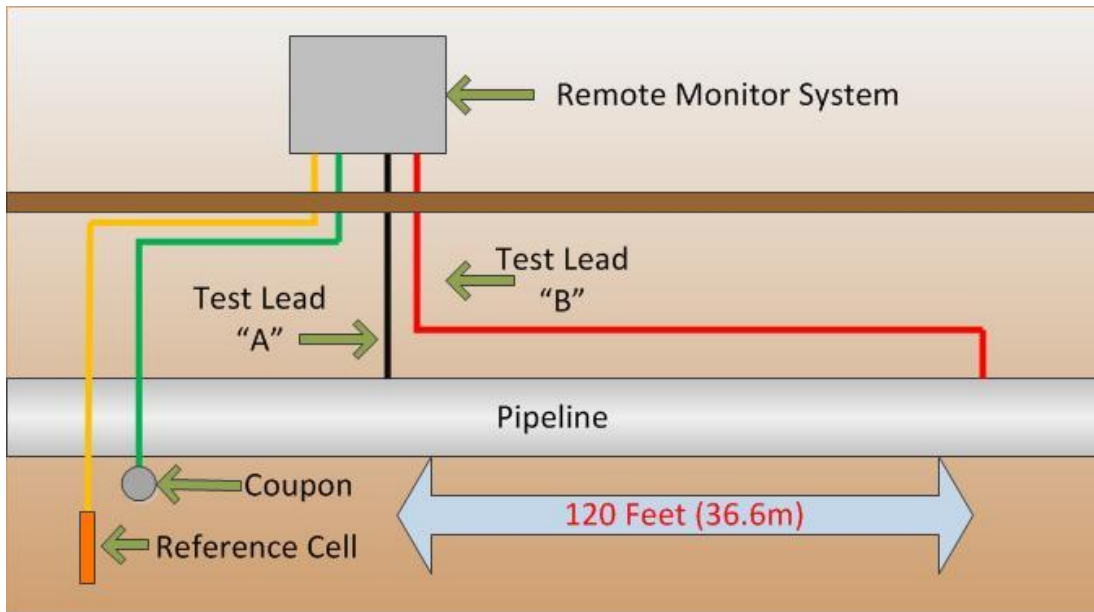 Remote Monitor System
Test Lead
“B”
Test Lead
“A”
Pipeline
Coupon
120 Feet (36.6m)
Reference Cell